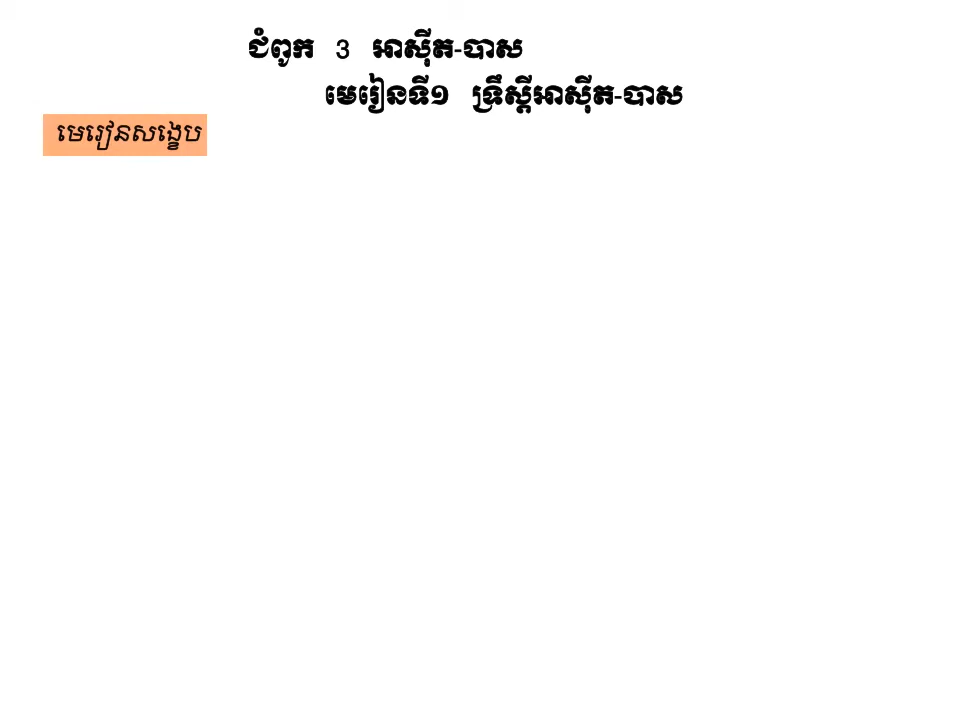 ជំពូក 3 អាស៊ីត-បាស
មេរៀនទី១ ទ្រឹស្តីអាស៊ីត-បាស
មេរៀនសង្ខេប